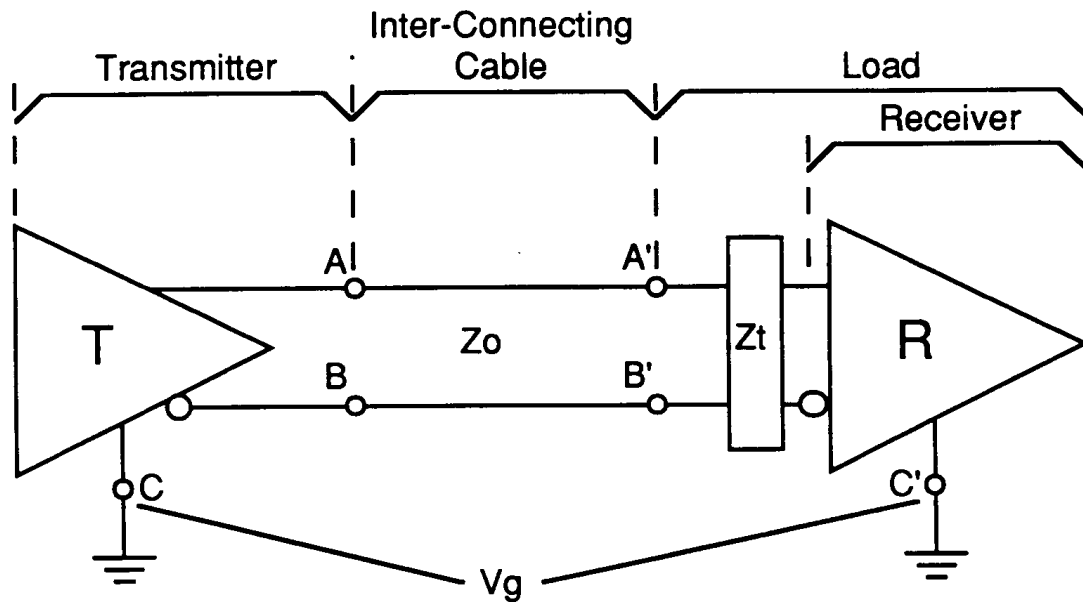 Inter-Connecting
Transmitter Cable Load
Receiver
A A'
T Zo Zt R
B B'
C C'
Vg